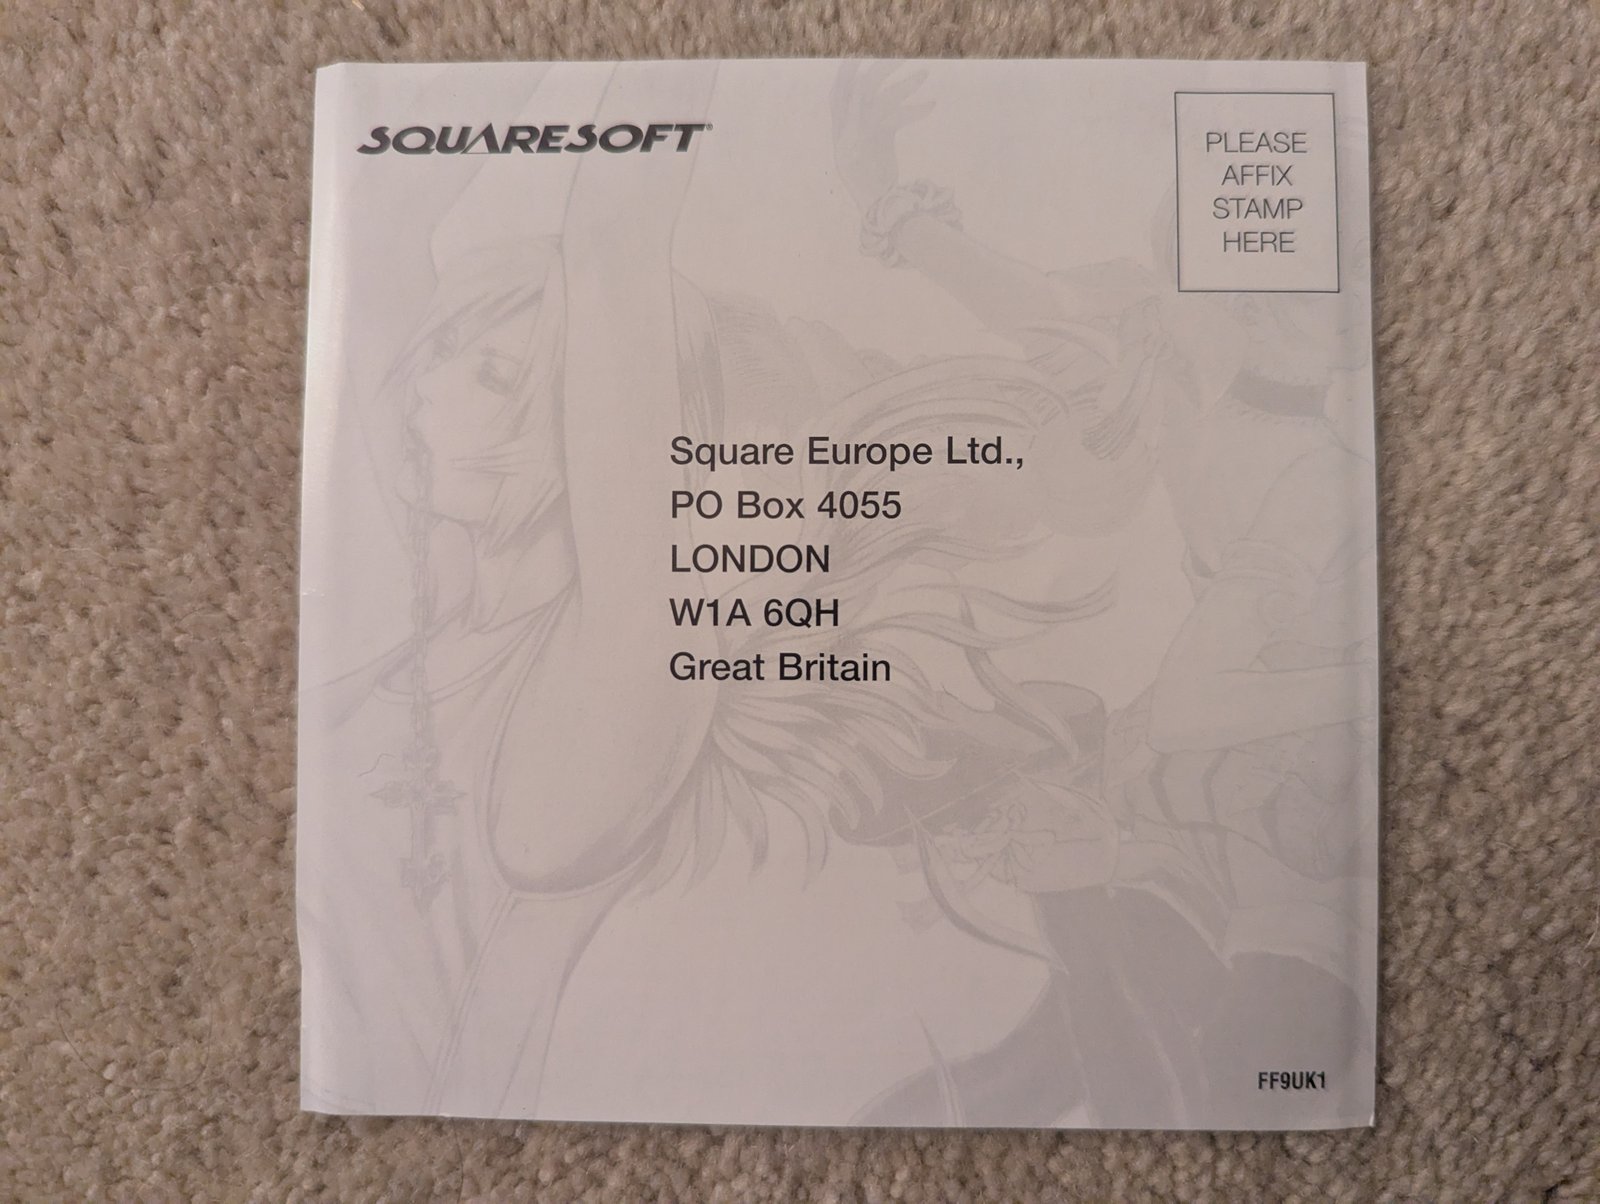 SQUARESOFT®
PLEASE
AFFIX
STAMP
HERE
Square Europe Ltd.,
PO Box 4055
LONDON
W1A 6QH
Great Britain
FF9UK1